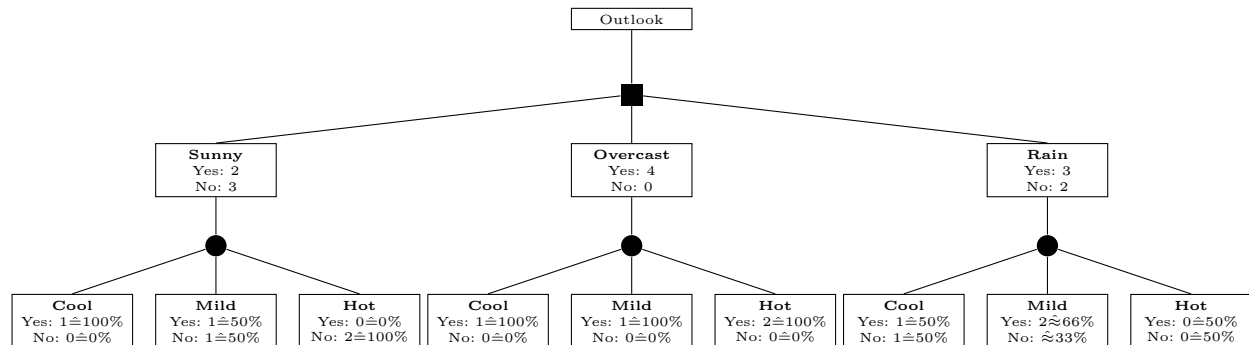 Outlook
Sunny
Yes: 2
No: 3
Overcast
Yes: 4
No: 0
Rain
Yes: 3
No: 2
Cool
Yes: 1≙100%
No: 0≙0%
Mild
Yes: 1≙50%
No: 1≙50%
Hot
Yes: 0≙0%
No: 2≙100%
Cool
Yes: 1≙100%
No: 0≙0%
Mild
Yes: 1≙100%
No: 0≙0%
Hot
Yes: 2≙100%
No: 0≙0%
Cool
Yes: 1≙50%
No: 1≙50%
Mild
Yes: 2≈̂66%
No: ≈̂33%
Hot
Yes: 0≙50%
No: 0≙50%